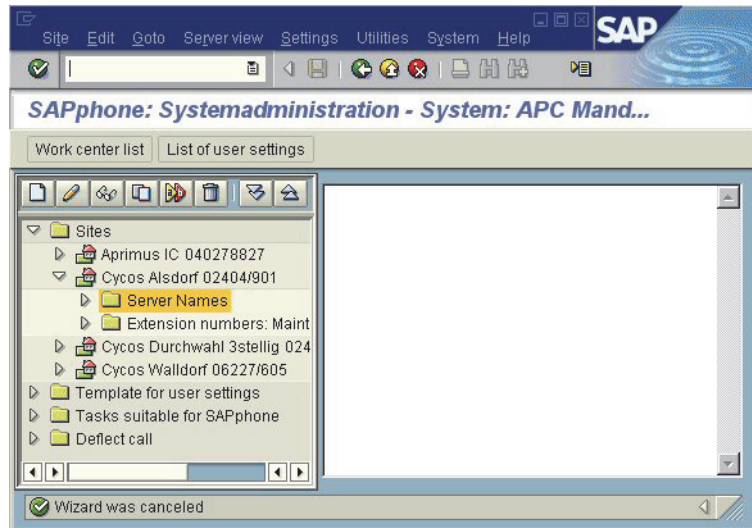 Site Edit Goto Server view Settings Utilities System Help
SAP
SAPphone: Systemadministration - System: APC Mand...
Work center list List of user settings
Sites
Aprimus IC 040278827
Cycos Alsdorf 02404/901
Server Names
Extension numbers: Maint
Cycos Durchwahl 3stellig 024
Cycos Walldorf 06227/605
Template for user settings
Tasks suitable for SAPphone
Deflect call
Wizard was canceled